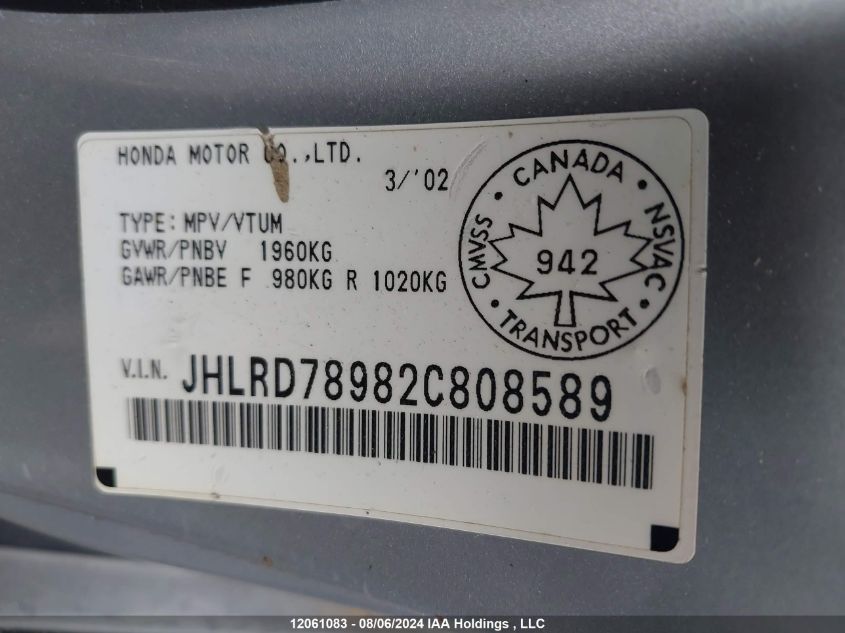 HONDA MOTOR CO.,LTD.
3/'02
TYPE: MPV/VTUM
GVWR/PNBV 1960KG
GAWR/PNBE F 980KG R 1020KG
CANADA • NSVAC • TRANSPORT • CMVSS •
942
V.I.N. JHLRD78982C808589
12061083 - 08/06/2024 IAA Holdings , LLC